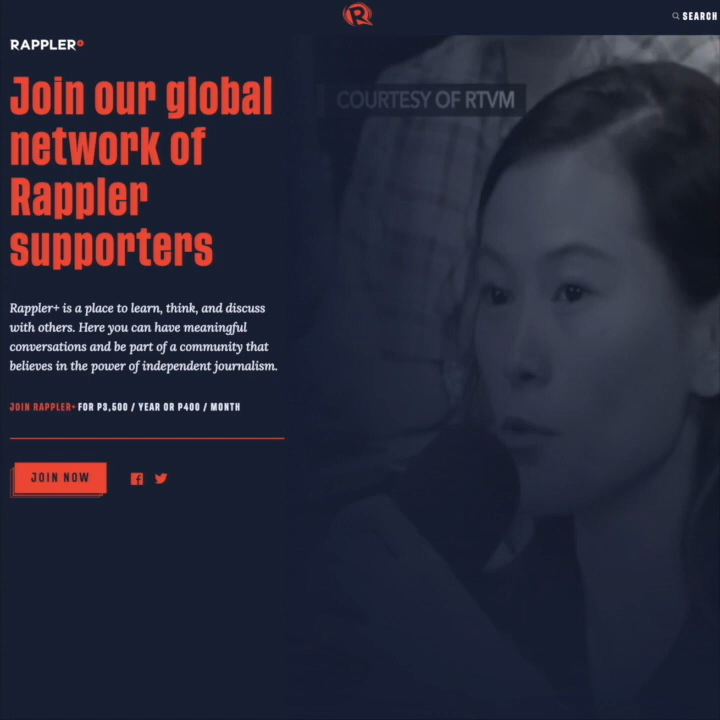 R
SEARCH
RAPPLER+
COURTESY OF RTVM
Join our global
network of
Rappler
supporters
Rappler+ is a place to learn, think, and discuss
with others. Here you can have meaningful
conversations and be part of a community that
believes in the power of independent journalism.
JOIN RAPPLER+ FOR P3,500 / YEAR OR P400 / MONTH
JOIN NOW